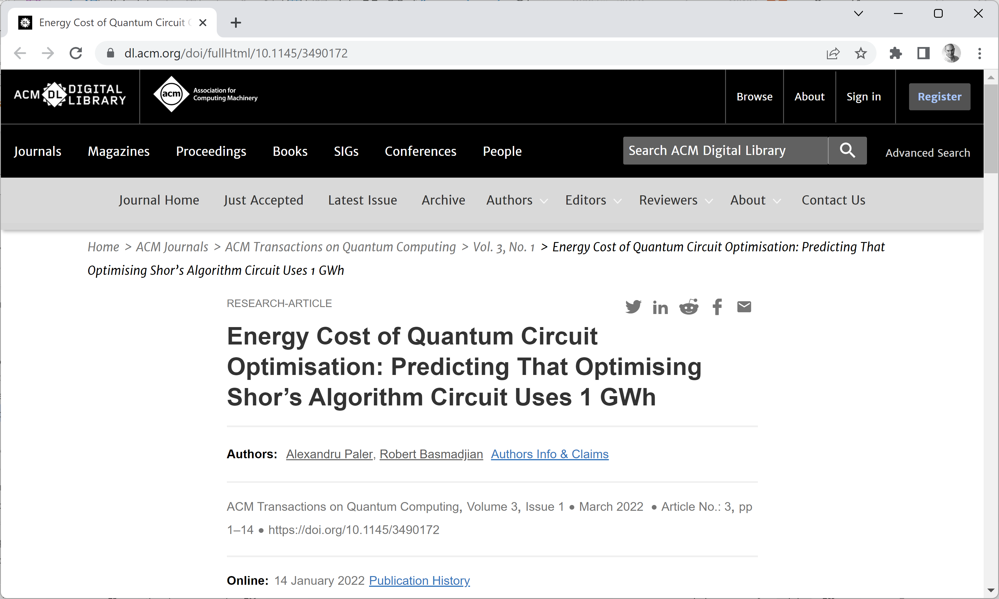 Energy Cost of Quantum Circuit
dl.acm.org/doi/fullHtml/10.1145/3490172
ACM DL DIGITAL LIBRARY
acm Association for Computing Machinery
Browse
About
Sign in
Register
Journals
Magazines
Proceedings
Books
SIGs
Conferences
People
Search ACM Digital Library
Advanced Search
Journal Home
Just Accepted
Latest Issue
Archive
Authors
Editors
Reviewers
About
Contact Us
Home > ACM Journals > ACM Transactions on Quantum Computing > Vol. 3, No. 1 > Energy Cost of Quantum Circuit Optimisation: Predicting That
Optimising Shor’s Algorithm Circuit Uses 1 GWh
RESEARCH-ARTICLE
Energy Cost of Quantum Circuit
Optimisation: Predicting That Optimising
Shor’s Algorithm Circuit Uses 1 GWh
Authors: Alexandru Paler, Robert Basmadjian Authors Info & Claims
ACM Transactions on Quantum Computing, Volume 3, Issue 1 • March 2022 • Article No.: 3, pp
1–14 • https://doi.org/10.1145/3490172
Online: 14 January 2022 Publication History